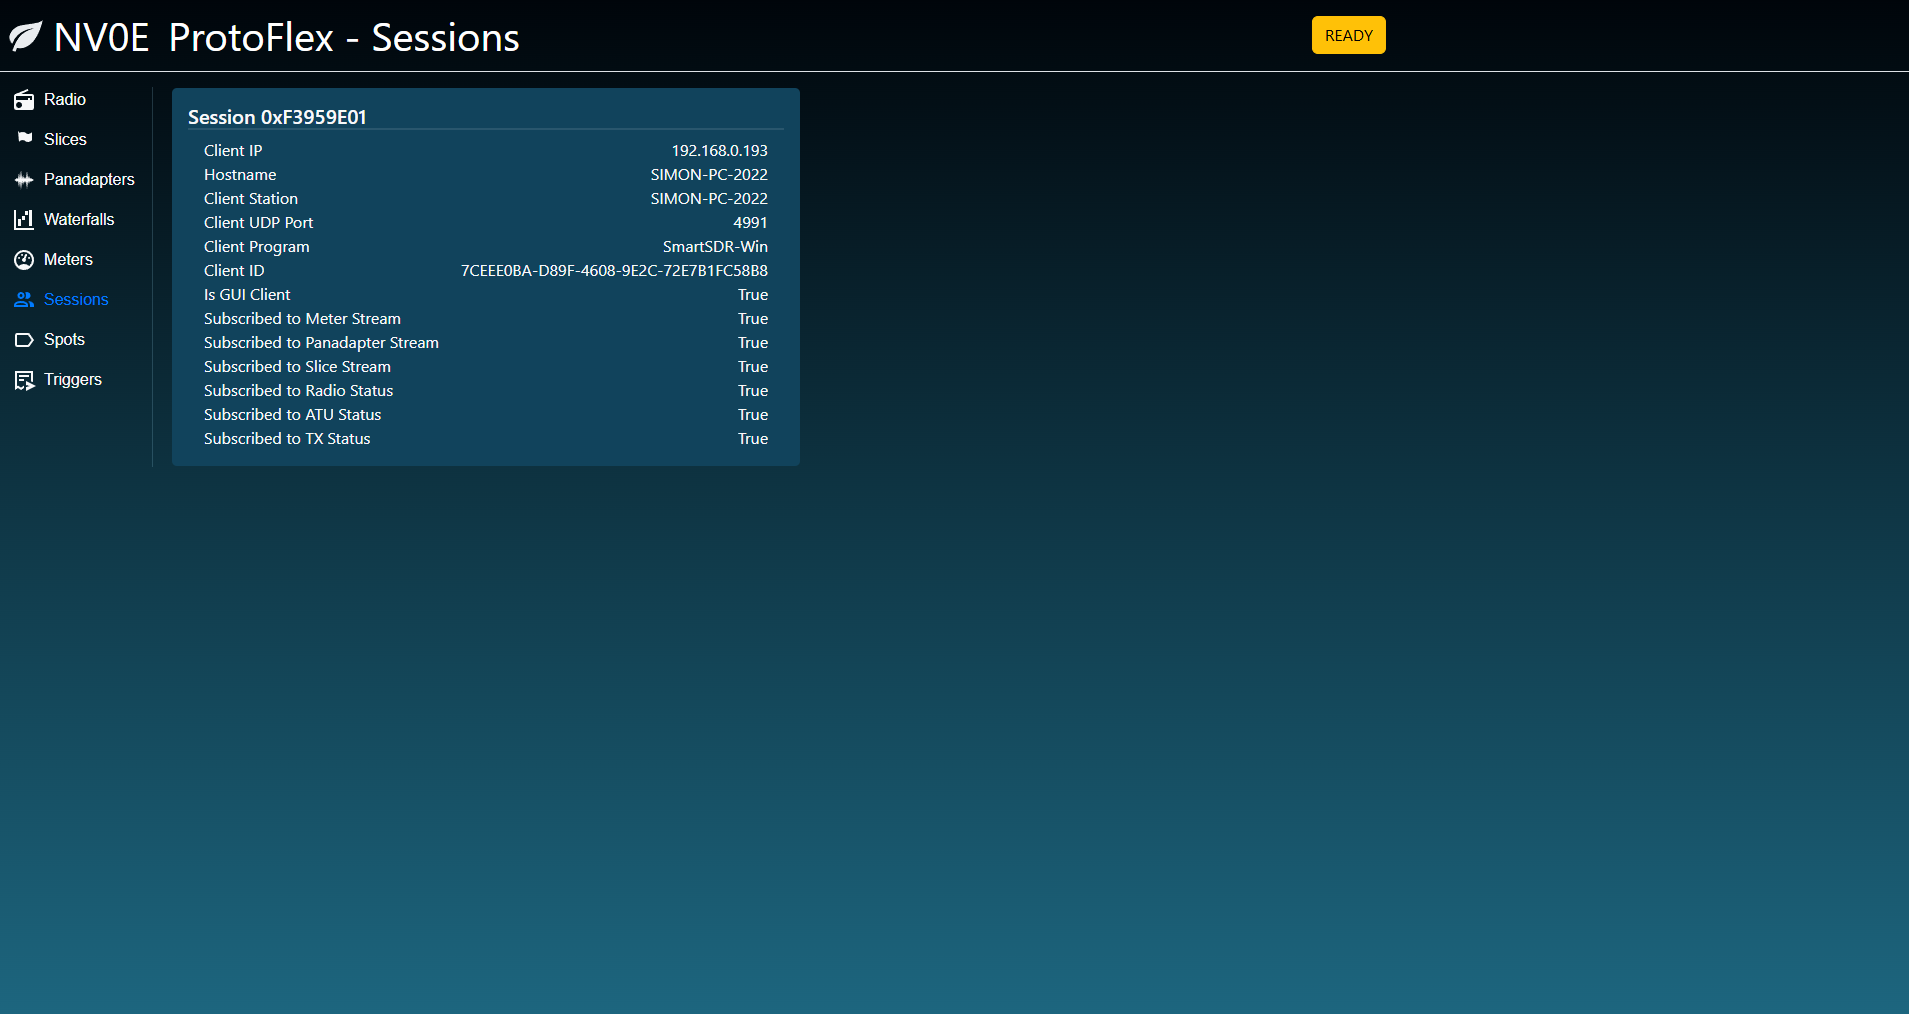 NV0E ProtoFlex - Sessions
READY
Radio
Slices
Panadapters
Waterfalls
Meters
Sessions
Spots
Triggers
Session 0xF3959E01
Client IP 192.168.0.193
Hostname SIMON-PC-2022
Client Station SIMON-PC-2022
Client UDP Port 4991
Client Program SmartSDR-Win
Client ID 7CEEE0BA-D89F-4608-9E2C-72E7B1FC58B8
Is GUI Client True
Subscribed to Meter Stream True
Subscribed to Panadapter Stream True
Subscribed to Slice Stream True
Subscribed to Radio Status True
Subscribed to ATU Status True
Subscribed to TX Status True